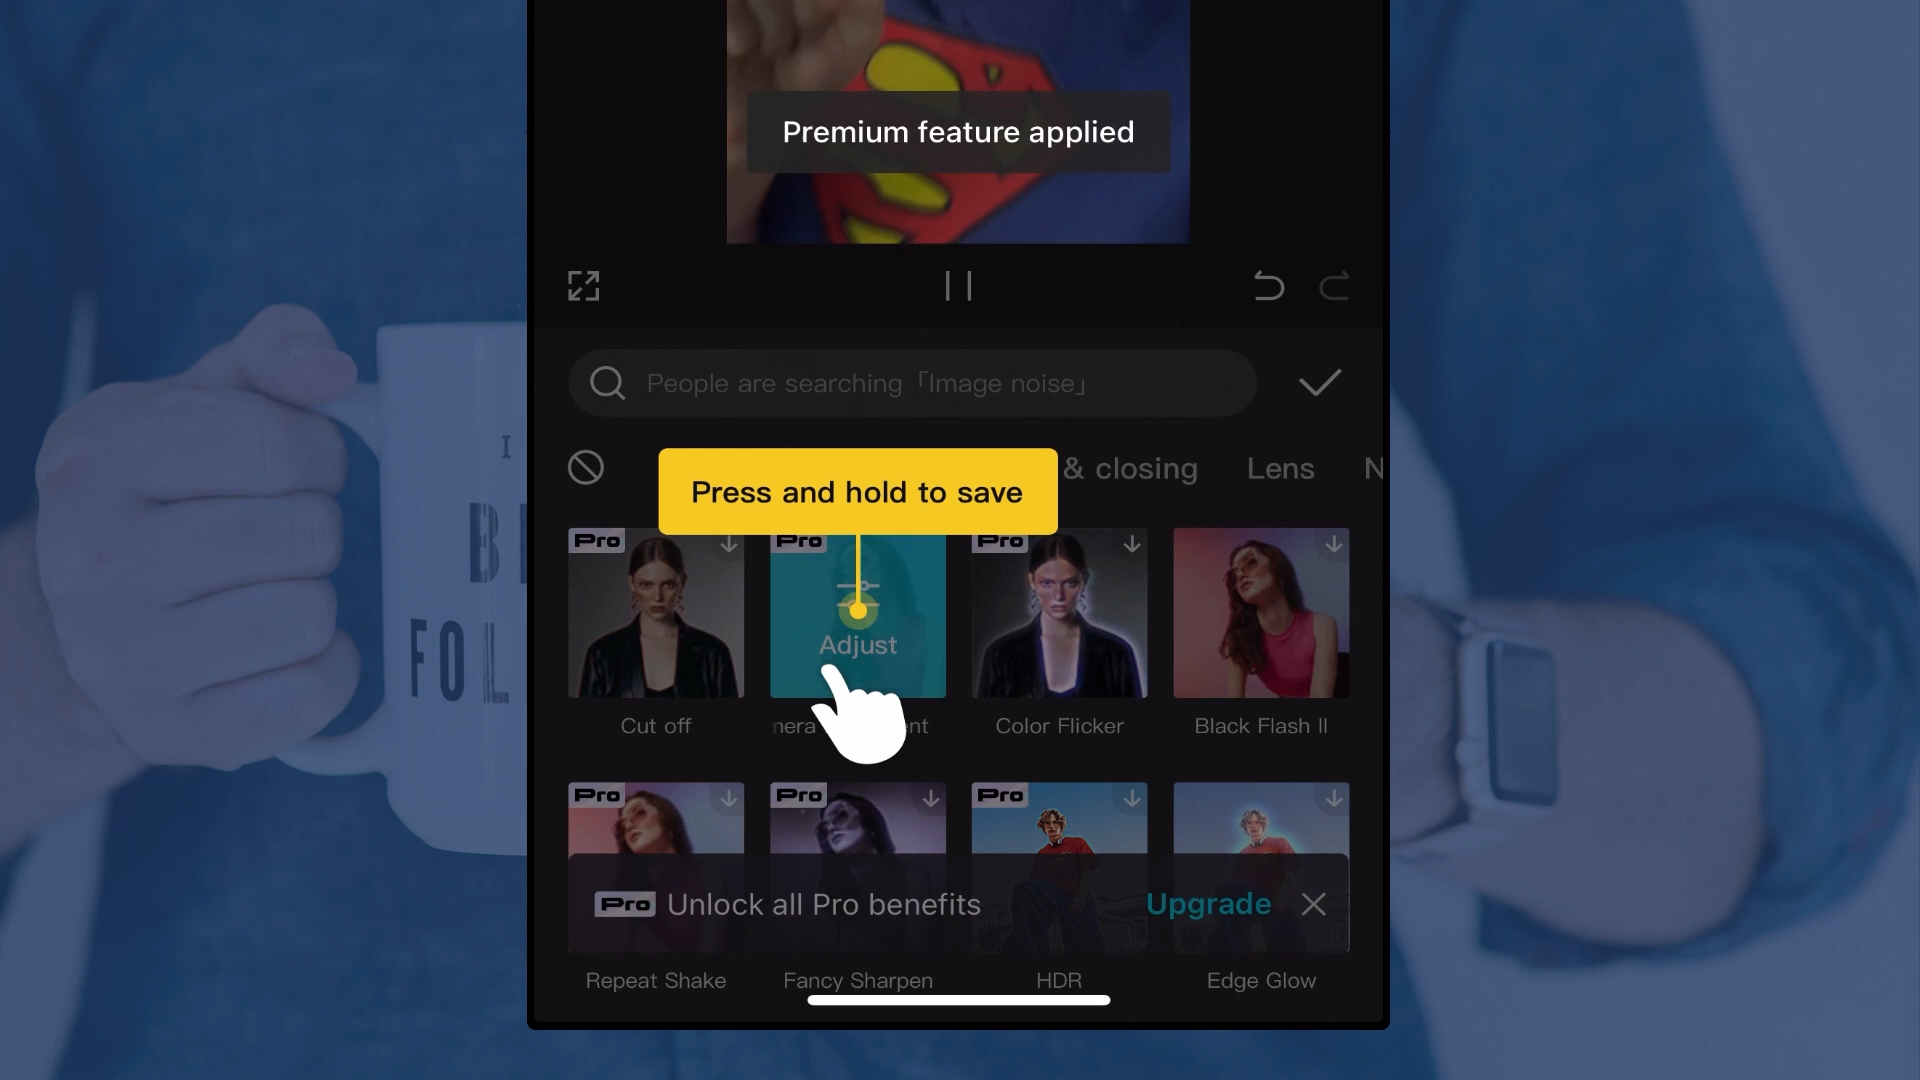 Premium feature applied
People are searching「Image noise」
Press and hold to save
& closing
Lens
Pro
Pro
Pro
Adjust
Cut off
Color Flicker
Black Flash II
Pro
Pro
Pro
Pro Unlock all Pro benefits
Upgrade
Repeat Shake
Fancy Sharpen
HDR
Edge Glow
I
FOL